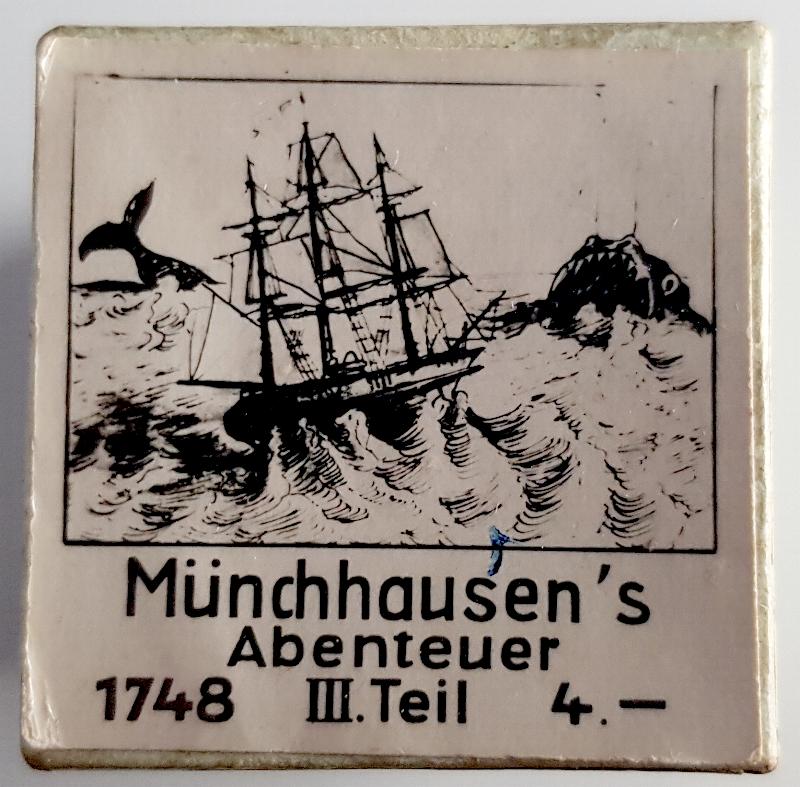 Münchhausen's
Abenteuer
1748 III. Teil 4.—